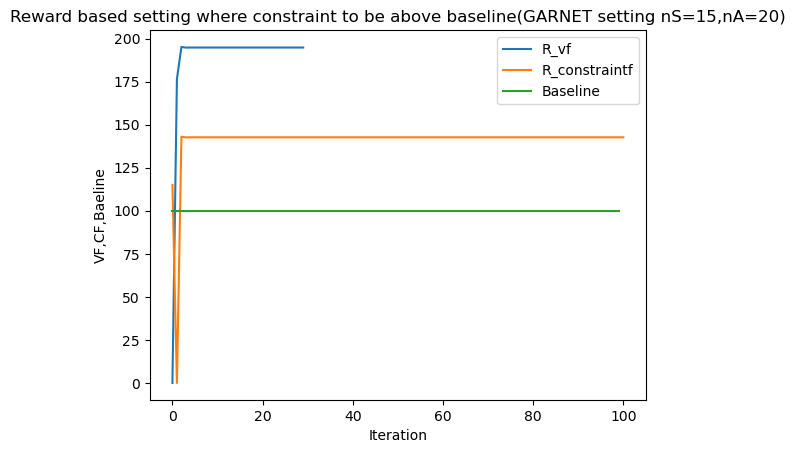 Reward based setting where constraint to be above baseline(GARNET setting nS=15,nA=20)
R_vf
R_constraintf
Baseline
VF,CF,Baeline
200
175
150
125
100
75
50
25
0
0 20 40 60 80 100
Iteration